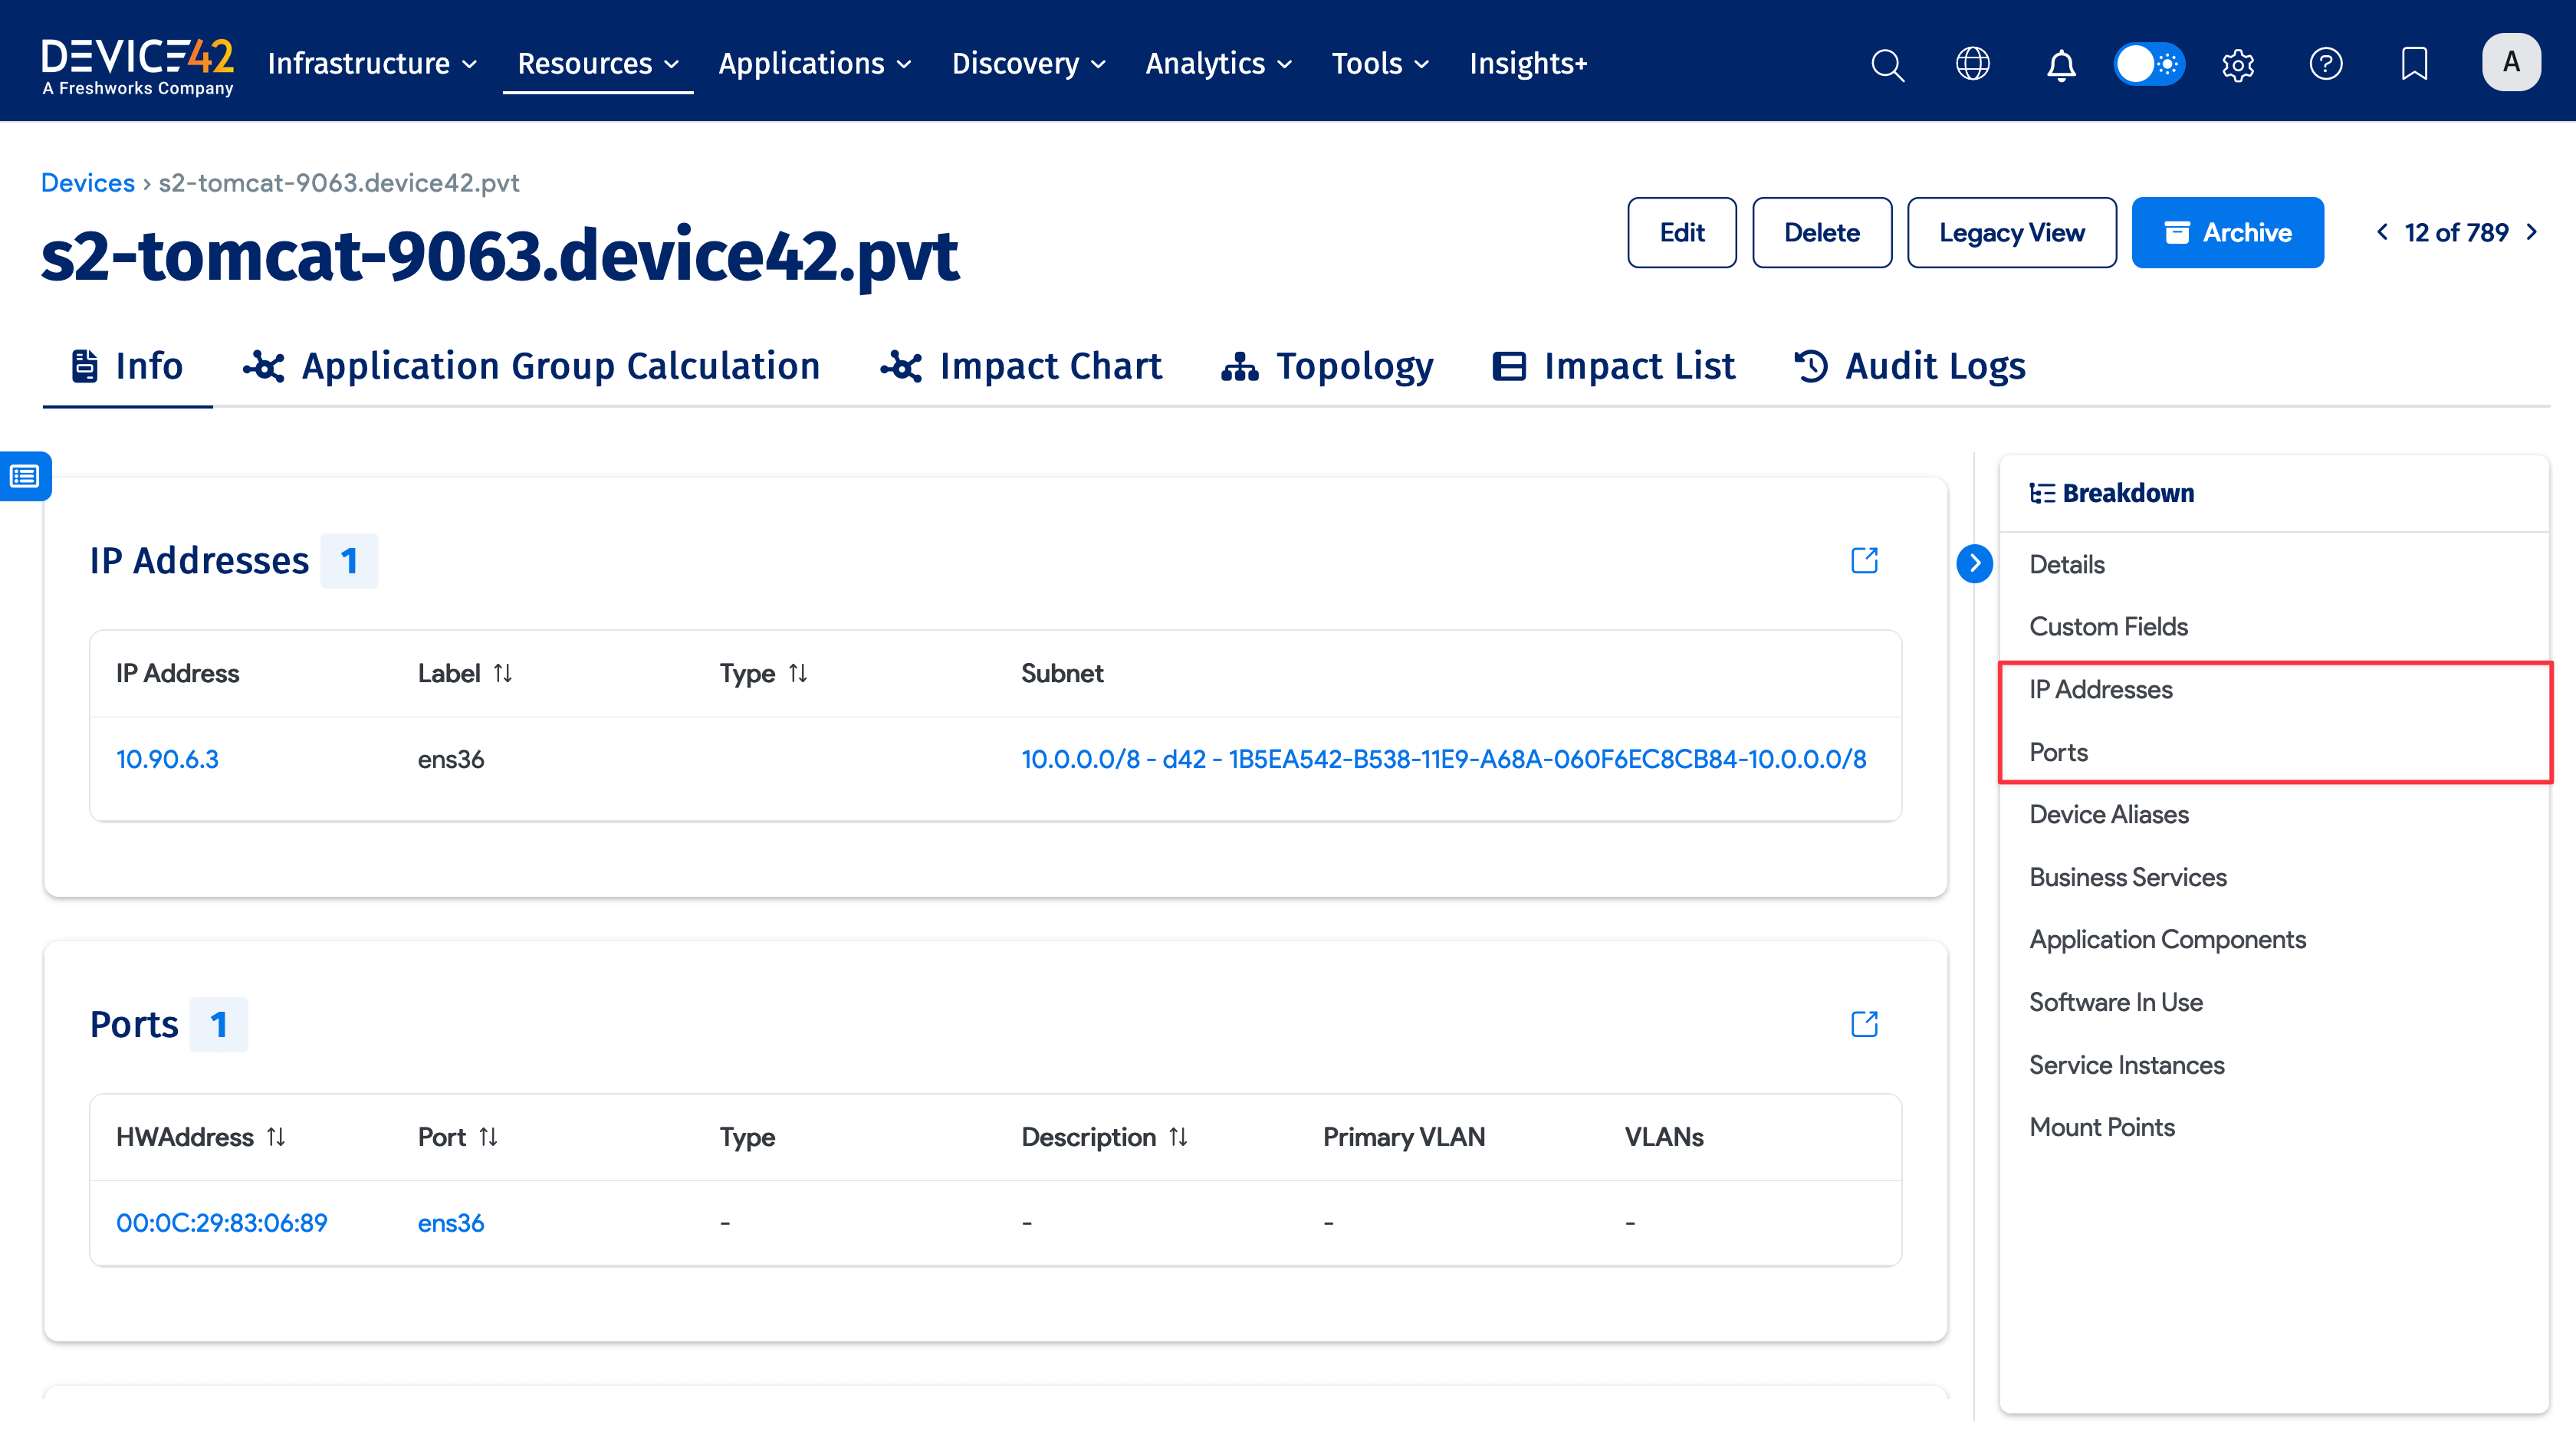 DEVICE42
A Freshworks Company
Infrastructure
Resources
Applications
Discovery
Analytics
Tools
Insights+
A
Devices › s2-tomcat-9063.device42.pvt
s2-tomcat-9063.device42.pvt
Edit
Delete
Legacy View
Archive
12 of 789
Info
Application Group Calculation
Impact Chart
Topology
Impact List
Audit Logs
IP Addresses 1
IP Address Label Type Subnet
10.90.6.3 ens36 10.0.0.0/8 - d42 - 1B5EA542-B538-11E9-A68A-060F6EC8CB84-10.0.0.0/8
Ports 1
HWAddress Port Type Description Primary VLAN VLANs
00:0C:29:83:06:89 ens36 - - - -
Breakdown
Details
Custom Fields
IP Addresses
Ports
Device Aliases
Business Services
Application Components
Software In Use
Service Instances
Mount Points